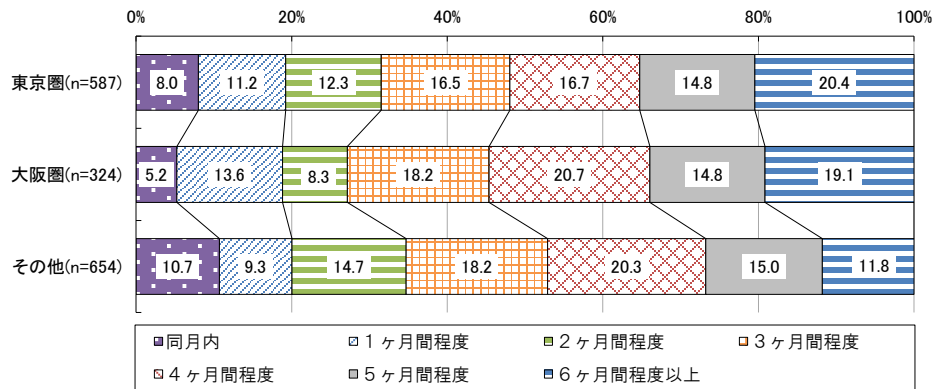 0% 20% 40% 60% 80% 100%
東京圏(n=587) 8.0 11.2 12.3 16.5 16.7 14.8 20.4
大阪圏(n=324) 5.2 13.6 8.3 18.2 20.7 14.8 19.1
その他(n=654) 10.7 9.3 14.7 18.2 20.3 15.0 11.8
同月内 1ヶ月間程度 2ヶ月間程度 3ヶ月間程度
4ヶ月間程度 5ヶ月間程度 6ヶ月間程度以上